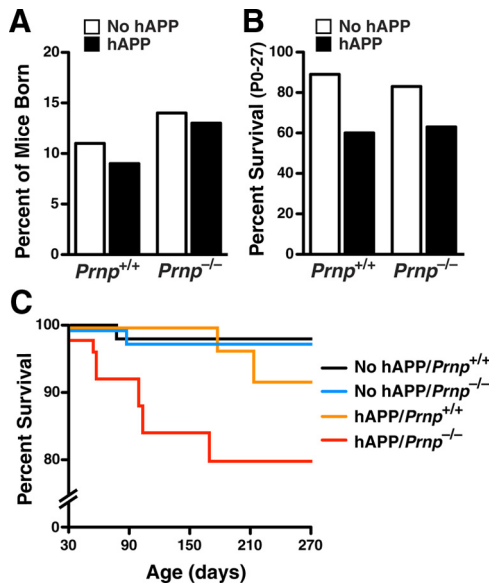 A
No hAPP
hAPP
Percent of Mice Born
20
15
10
5
0
Prnp+/+
Prnp–/–
B
No hAPP
hAPP
Percent Survival (P0-27)
100
80
60
40
20
0
Prnp+/+
Prnp–/–
C
Percent Survival
100
90
80
0
30
90
150
210
270
Age (days)
No hAPP/Prnp+/+
No hAPP/Prnp–/–
hAPP/Prnp+/+
hAPP/Prnp–/–